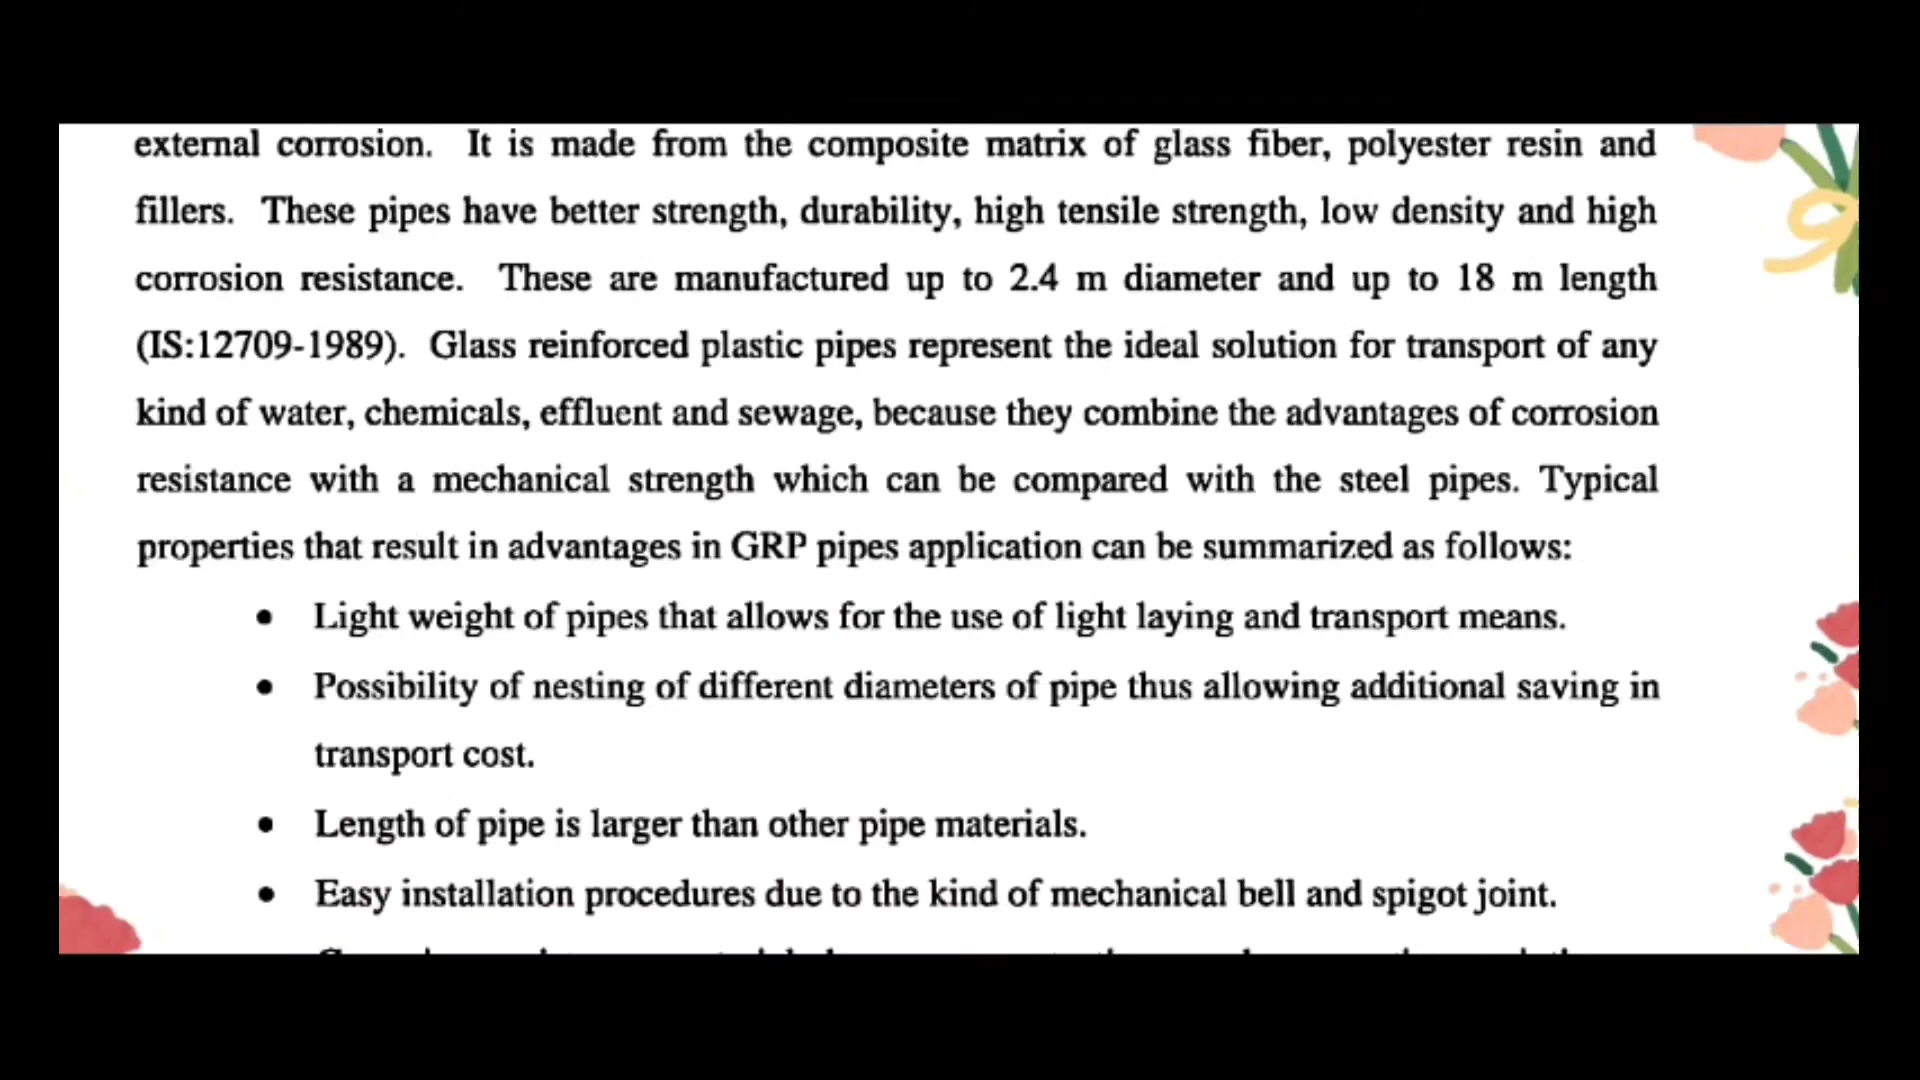 external corrosion. It is made from the composite matrix of glass fiber, polyester resin and
fillers. These pipes have better strength, durability, high tensile strength, low density and high
corrosion resistance. These are manufactured up to 2.4 m diameter and up to 18 m length
(IS:12709-1989). Glass reinforced plastic pipes represent the ideal solution for transport of any
kind of water, chemicals, effluent and sewage, because they combine the advantages of corrosion
resistance with a mechanical strength which can be compared with the steel pipes. Typical
properties that result in advantages in GRP pipes application can be summarized as follows:
• Light weight of pipes that allows for the use of light laying and transport means.
• Possibility of nesting of different diameters of pipe thus allowing additional saving in
transport cost.
• Length of pipe is larger than other pipe materials.
• Easy installation procedures due to the kind of mechanical bell and spigot joint.